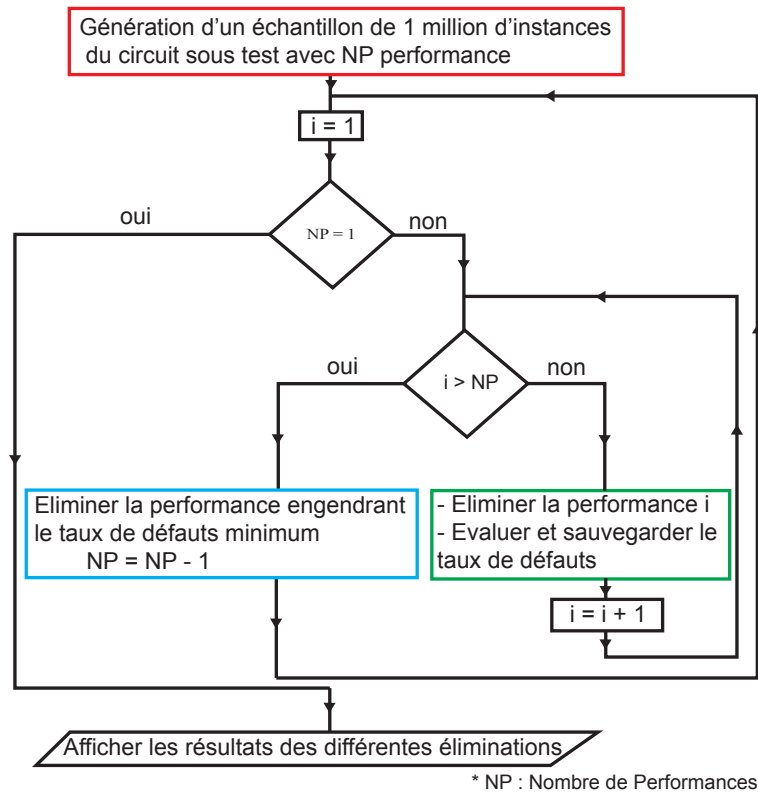 Génération d'un échantillon de 1 million d'instances
du circuit sous test avec NP performance
i = 1
oui
NP = 1
non
oui
i > NP
non
Eliminer la performance engendrant
le taux de défauts minimum
NP = NP - 1
- Eliminer la performance i
- Evaluer et sauvegarder le
taux de défauts
i = i + 1
Afficher les résultats des différentes éliminations
* NP : Nombre de Performances